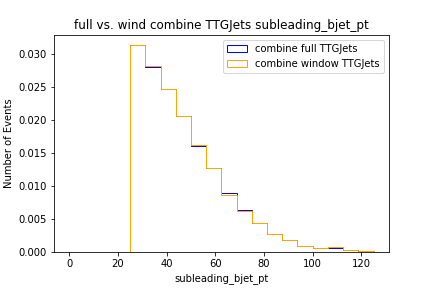 full vs. wind combine TTGJets subleading_bjet_pt
combine full TTGJets
combine window TTGJets
Number of Events
0.030
0.025
0.020
0.015
0.010
0.005
0.000
0 20 40 60 80 100 120
subleading_bjet_pt